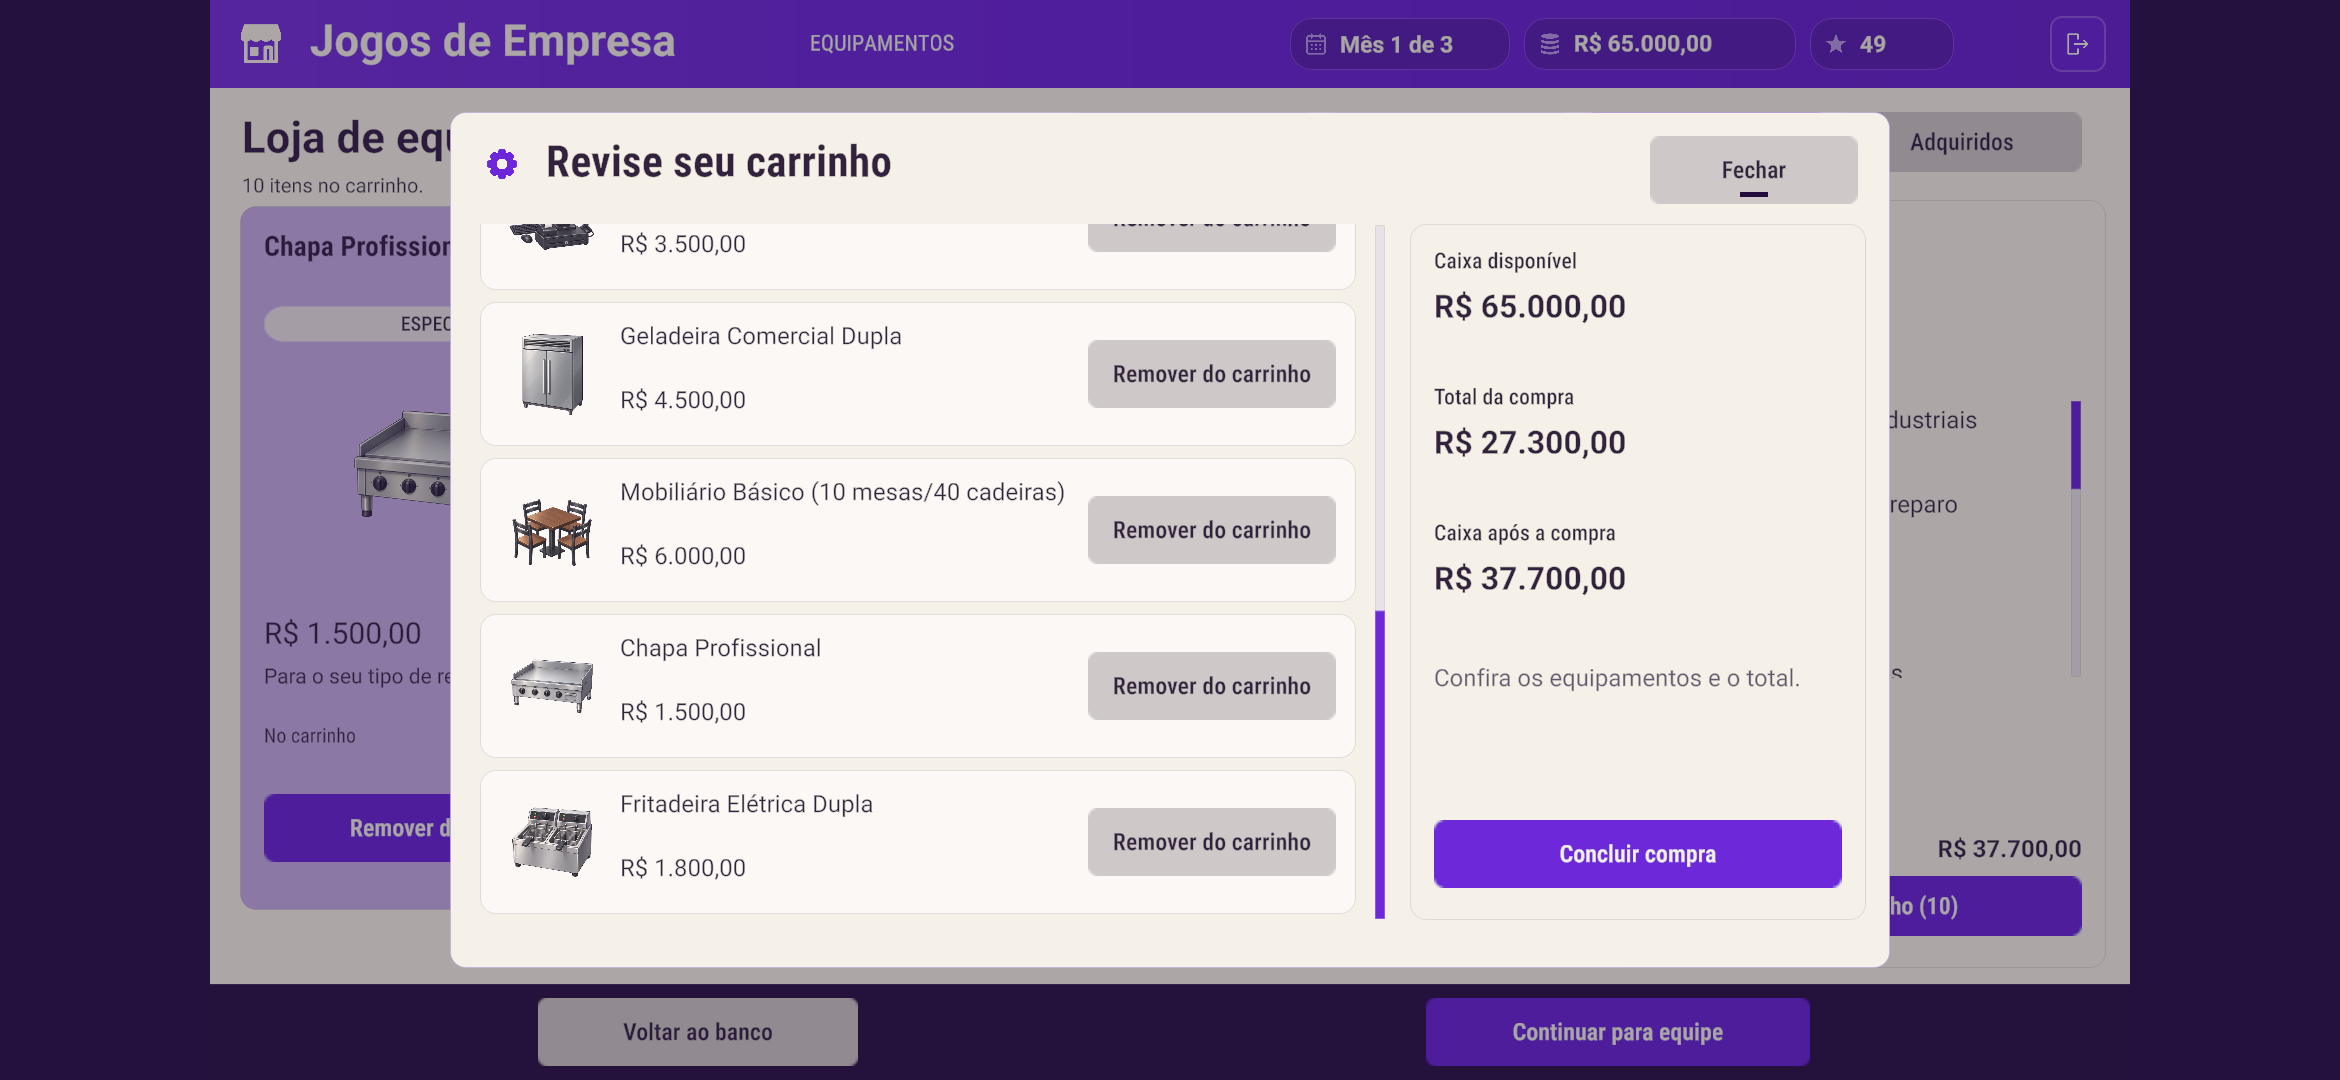 Jogos de Empresa
EQUIPAMENTOS
Mês 1 de 3
R$ 65.000,00
49
Loja de equ
10 itens no carrinho.
Adquiridos
Chapa Profission
ESPEC
R$ 1.500,00
Para o seu tipo de re
No carrinho
Remover d
Revise seu carrinho
Fechar
Remover do carrinho
R$ 3.500,00
Geladeira Comercial Dupla
R$ 4.500,00
Remover do carrinho
Mobiliário Básico (10 mesas/40 cadeiras)
R$ 6.000,00
Remover do carrinho
Chapa Profissional
R$ 1.500,00
Remover do carrinho
Fritadeira Elétrica Dupla
R$ 1.800,00
Remover do carrinho
Caixa disponível
R$ 65.000,00
Total da compra
R$ 27.300,00
Caixa após a compra
R$ 37.700,00
Confira os equipamentos e o total.
Concluir compra
dustriais
reparo
s
R$ 37.700,00
ho (10)
Voltar ao banco
Continuar para equipe